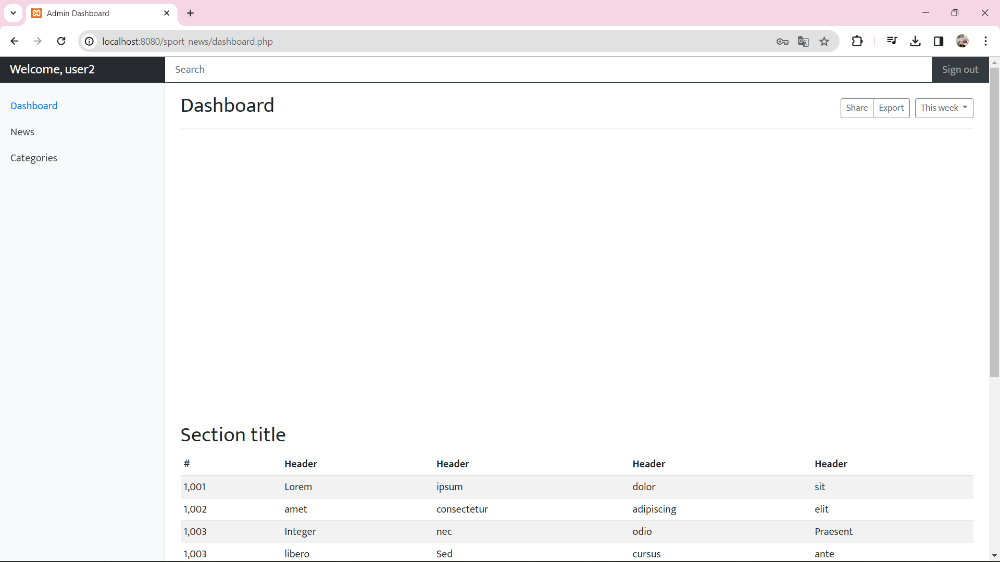 Admin Dashboard
localhost:8080/sport_news/dashboard.php
Welcome, user2
Search
Sign out
Dashboard
News
Categories
Dashboard
Share
Export
This week
Section title
# Header Header Header Header
1,001 Lorem ipsum dolor sit
1,002 amet consectetur adipiscing elit
1,003 Integer nec odio Praesent
1,003 libero Sed cursus ante